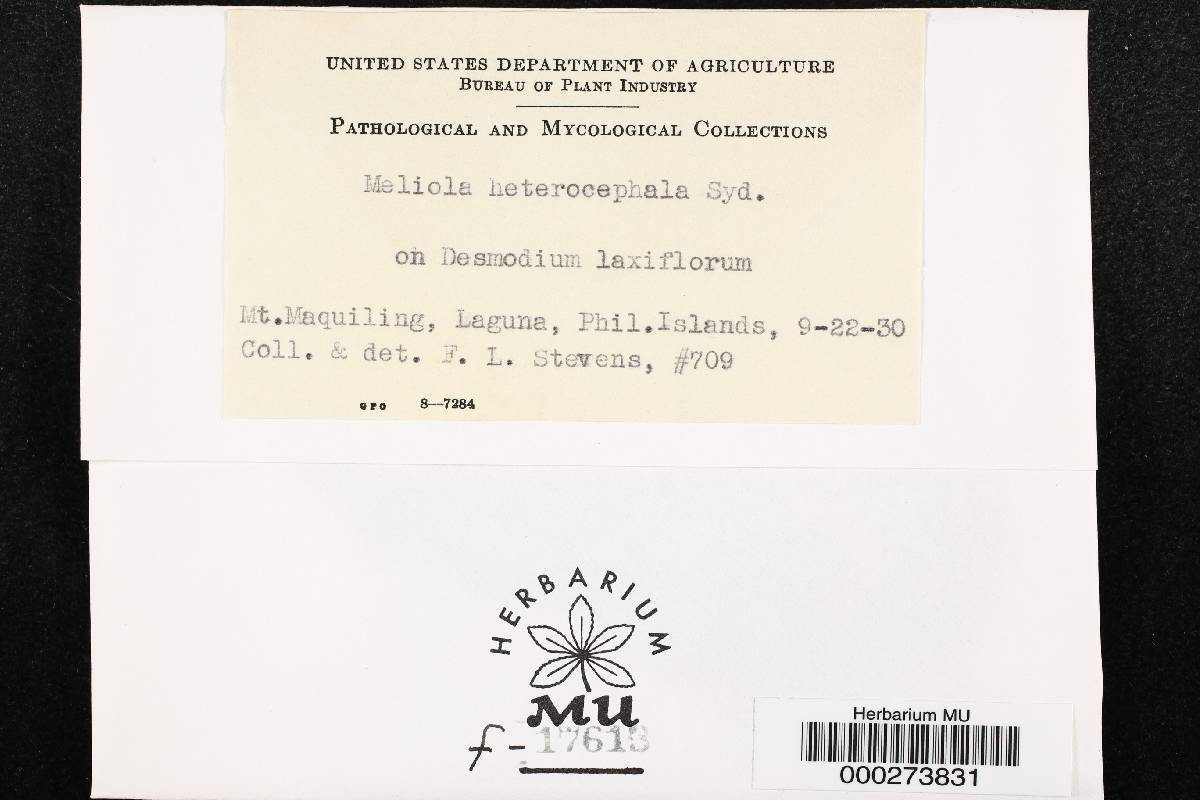 UNITED STATES DEPARTMENT OF AGRICULTURE
BUREAU OF PLANT INDUSTRY
PATHOLOGICAL AND MYCOLOGICAL COLLECTIONS
Meliola heterocephala Syd.
on Desmodium laxiflorum
Mt.Maquiling, Laguna, Phil.Islands, 9-22-30
Coll. & det. F. L. Stevens, #709
GPO 8—7284
HERBARIUM
MU
f-17613
Herbarium MU
000273831